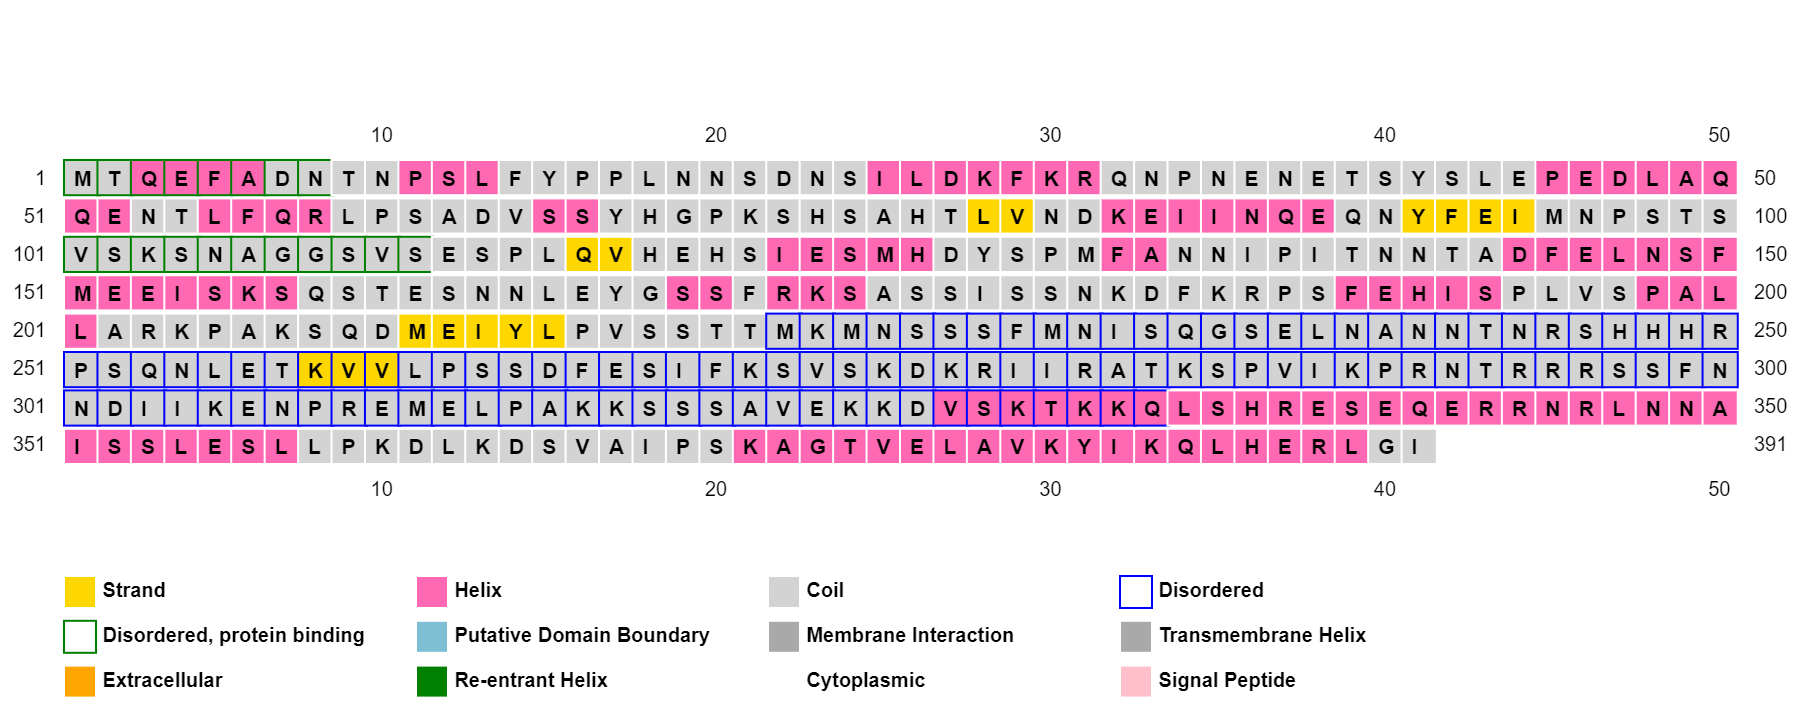 10 20 30 40 50
1 M T Q E F A D N T N P S L F Y P P L N N S D N S I L D K F K R Q N P N E N E T S Y S L E P E D L A Q 50
51 Q E N T L F Q R L P S A D V S S Y H G P K S H S A H T L V N D K E I I N Q E Q N Y F E I M N P S T S 100
101 V S K S N A G G S V S E S P L Q V H E H S I E S M H D Y S P M F A N N I P I T N N T A D F E L N S F 150
151 M E E I S K S Q S T E S N N L E Y G S S F R K S A S S I S S N K D F K R P S F E H I S P L V S P A L 200
201 L A R K P A K S Q D M E I Y L P V S S T T M K M N S S S F M N I S Q G S E L N A N N T N R S H H H R 250
251 P S Q N L E T K V V L P S S D F E S I F K S V S K D K R I I R A T K S P V I K P R N T R R R S S F N 300
301 N D I I K E N P R E M E L P A K K S S S A V E K K D V S K T K K Q L S H R E S E Q E R R N R L N N A 350
351 I S S L E S L L P K D L K D S V A I P S K A G T V E L A V K Y I K Q L H E R L G I 391
10 20 30 40 50
Strand Helix Coil Disordered
Disordered, protein binding Putative Domain Boundary Membrane Interaction Transmembrane Helix
Extracellular Re-entrant Helix Cytoplasmic Signal Peptide